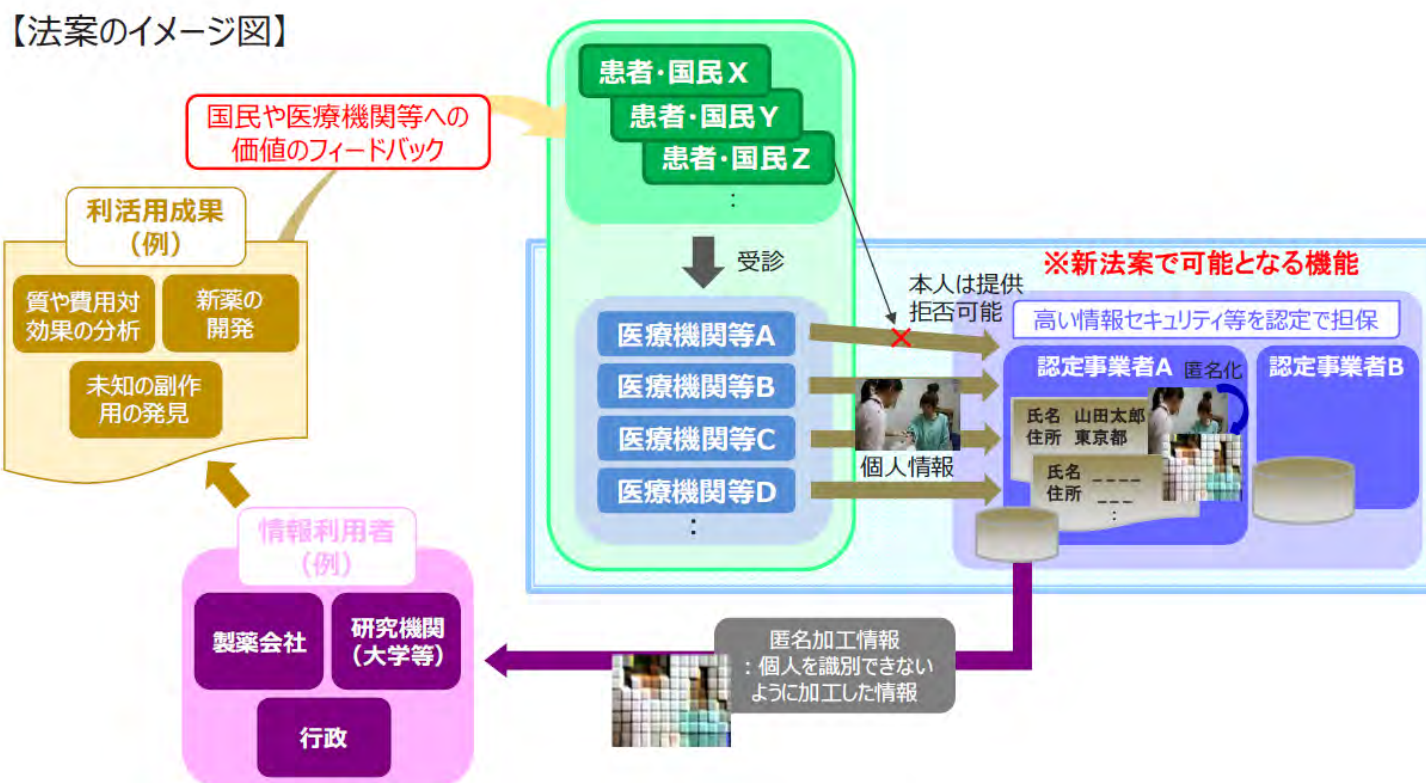 【法案のイメージ図】
患者・国民X
患者・国民Y
患者・国民Z
：
国民や医療機関等への
価値のフィードバック
利活用成果
（例）
質や費用対
効果の分析
新薬の
開発
未知の副作
用の発見
受診
本人は提供
拒否可能
※新法案で可能となる機能
高い情報セキュリティ等を認定で担保
医療機関等A
医療機関等B
医療機関等C
医療機関等D
：
個人情報
認定事業者A
匿名化
氏名 山田太郎
住所 東京都
氏名 ＿＿＿＿
住所 ＿＿＿
：
認定事業者B
情報利用者
（例）
製薬会社
研究機関
（大学等）
行政
匿名加工情報
：個人を識別できない
ように加工した情報